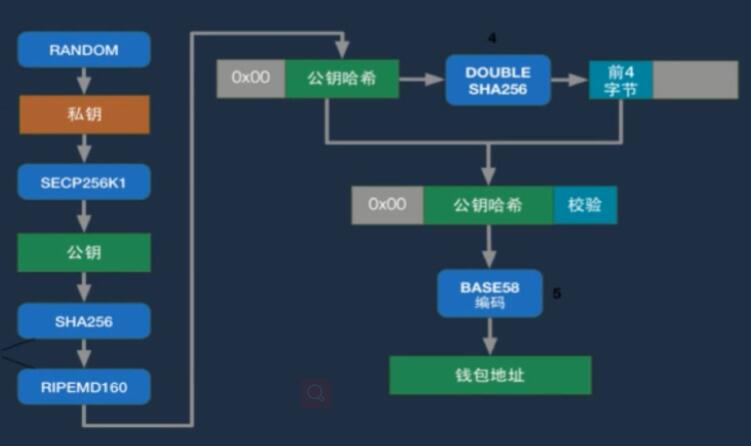 RANDOM
私钥
SECP256K1
公钥
SHA256
RIPEMD160
4
0x00
公钥哈希
DOUBLE
SHA256
前4
字节
0x00
公钥哈希
校验
BASE58
编码
5
钱包地址